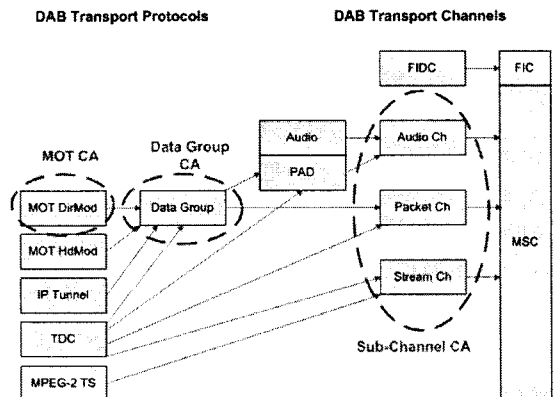 DAB Transport Protocols
DAB Transport Channels
FIDC
FIC
MOT CA
Data Group
CA
Audio
PAD
Audio Ch
MOT DirMod
Data Group
Packet Ch
MSC
MOT HdMod
IP Tunnel
Stream Ch
TDC
Sub-Channel CA
MPEG-2 TS